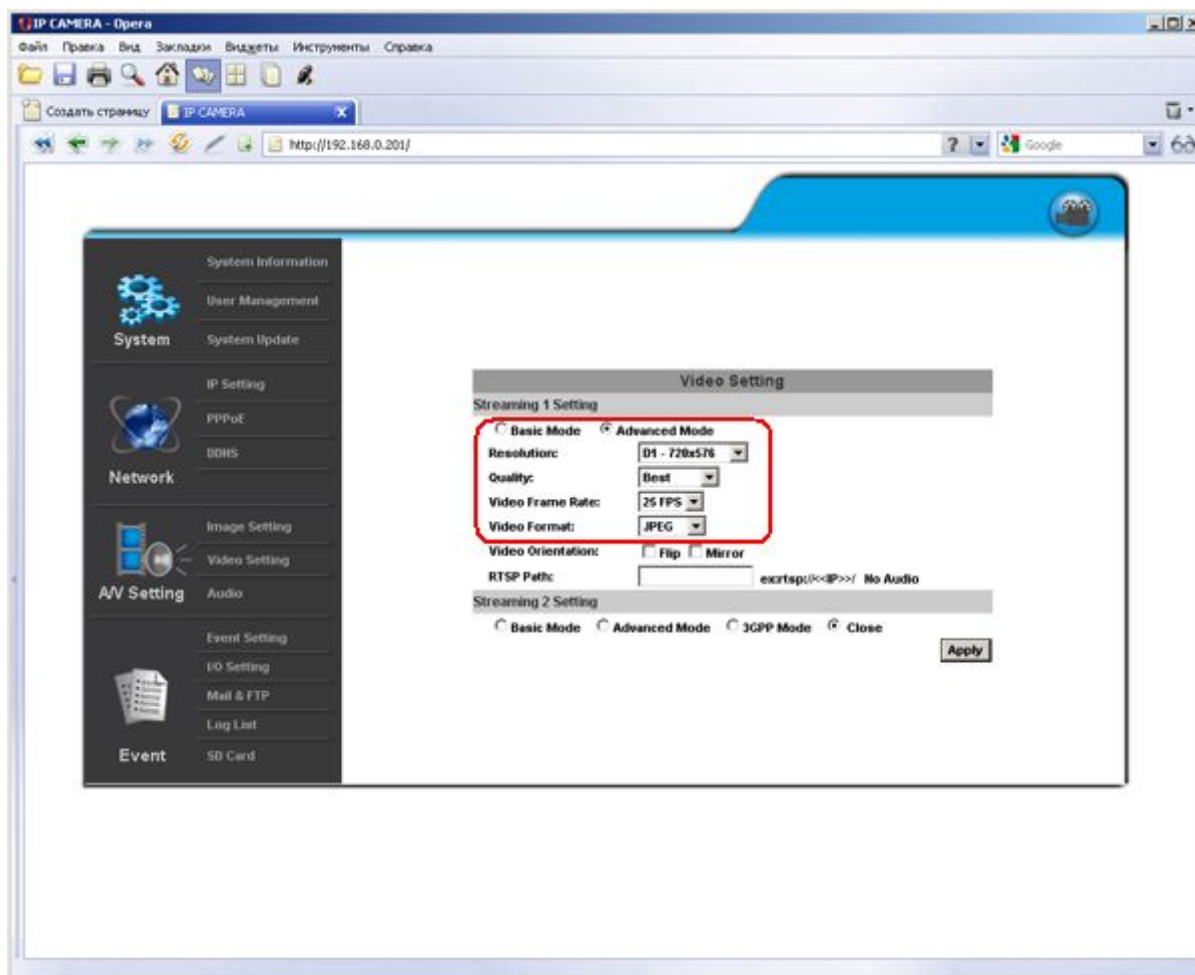 IP CAMERA - Opera
Файл Правка Вид Закладки Виджеты Инструменты Справка
Создать страницу IP CAMERA
http://192.168.0.201/ ? Google
System Information
User Management
System System Update
IP Setting
PPPoE
DDNS
Network
Image Setting
Video Setting
A/V Setting Audio
Event Setting
I/O Setting
Mail & FTP
Log List
Event SD Card
Video Setting
Streaming 1 Setting
Basic Mode Advanced Mode
Resolution: D1 - 720x576
Quality: Best
Video Frame Rate: 25 FPS
Video Format: JPEG
Video Orientation: Flip Mirror
RTSP Path: ex:rtsp://<<IP>>/ No Audio
Streaming 2 Setting
Basic Mode Advanced Mode 3GPP Mode Close
Apply